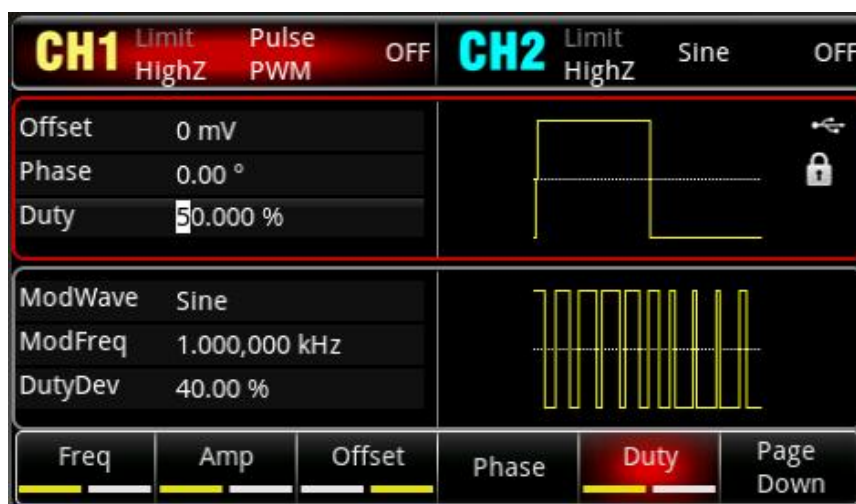 CH1 Limit Pulse OFF CH2 Limit Sine OFF
HighZ PWM HighZ
Offset 0 mV
Phase 0.00 °
Duty 50.000 %
ModWave Sine
ModFreq 1.000,000 kHz
DutyDev 40.00 %
Freq Amp Offset Phase Duty Page Down